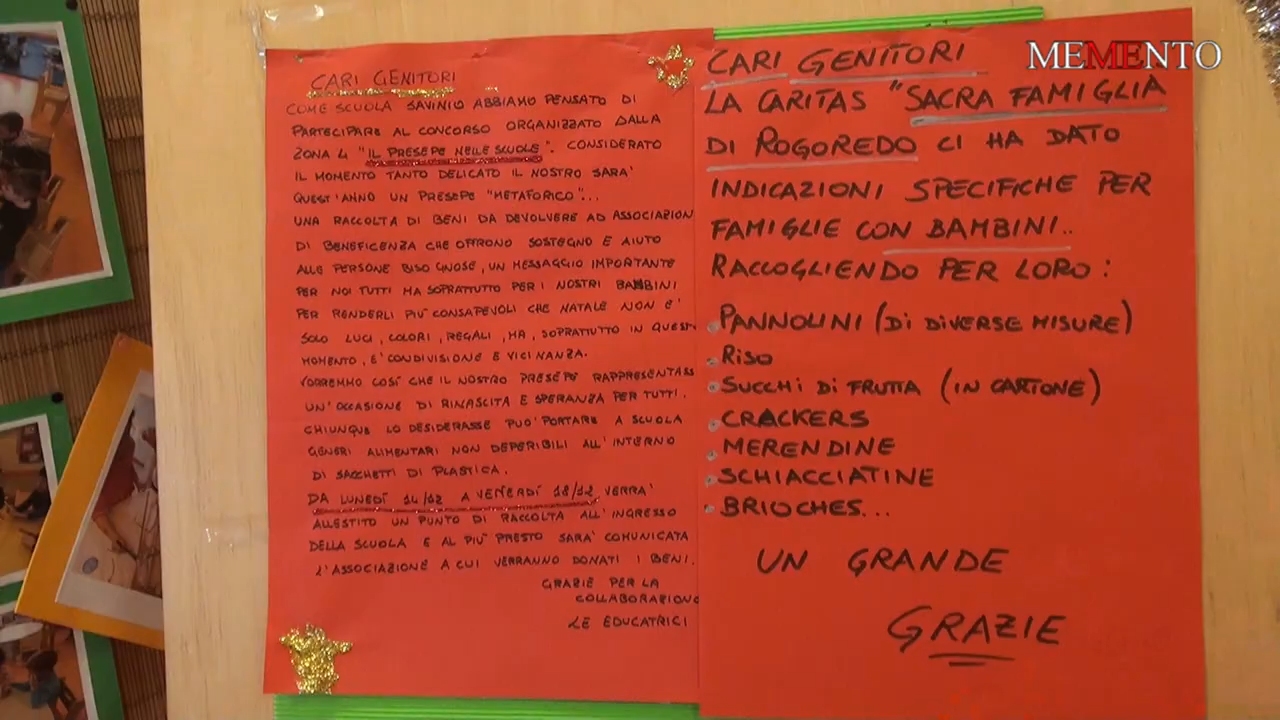 CARI GENITORI
COME SCUOLA SAVINIO ABBIAMO PENSATO DI
PARTECIPARE AL CONCORSO ORGANIZZATO DALLA
ZONA 4 "IL PRESEPE NELLE SCUOLE". CONSIDERATO
IL MOMENTO TANTO DELICATO IL NOSTRO SARA'
QUEST'ANNO UN PRESEPE "METAFORICO"...
UNA RACCOLTA DI BENI DA DEVOLVERE AD ASSOCIAZION
DI BENEFICENZA CHE OFFRONO SOSTEGNO E AIUTO
ALLE PERSONE BISOGNOSE, UN MESSAGGIO IMPORTANTE
PER NOI TUTTI MA SOPRATTUTTO PER I NOSTRI BAMBINI
PER RENDERLI PIU' CONSAPEVOLI CHE NATALE NON E'
SOLO LUCI, COLORI, REGALI, MA, SOPRATTUTTO IN QUEST
MOMENTO, E' CONDIVISIONE E VICINANZA.
VORREMMO COSÌ CHE IL NOSTRO PRESEPE RAPPRESENTASS
UN'OCCASIONE DI RINASCITA E SPERANZA PER TUTTI.
CHIUNQUE LO DESIDERASSE PUO' PORTARE A SCUOLA
GENERI ALIMENTARI NON DEPERIBILI ALL'INTERNO
DI SACCHETTI DI PLASTICA.
DA LUNEDÌ 14/12 A VENERDÌ 18/12 VERRA'
ALLESTITO UN PUNTO DI RACCOLTA ALL'INGRESSO
DELLA SCUOLA E AL PIU' PRESTO SARA' COMUNICATA
L'ASSOCIAZIONE A CUI VERRANNO DONATI I BENI.
GRAZIE PER LA
COLLABORAZIONE
LE EDUCATRICI
CARI GENITORI
LA CARITAS "SACRA FAMIGLIA
DI ROGOREDO CI HA DATO
INDICAZIONI SPECIFICHE PER
FAMIGLIE CON BAMBINI..
RACCOGLIENDO PER LORO:
• PANNOLINI (DI DIVERSE MISURE)
• RISO
• SUCCHI DI FRUTTA (IN CARTONE)
• CRACKERS
• MERENDINE
• SCHIACCIATINE
• BRIOCHES...
UN GRANDE
GRAZIE
MEMENTO